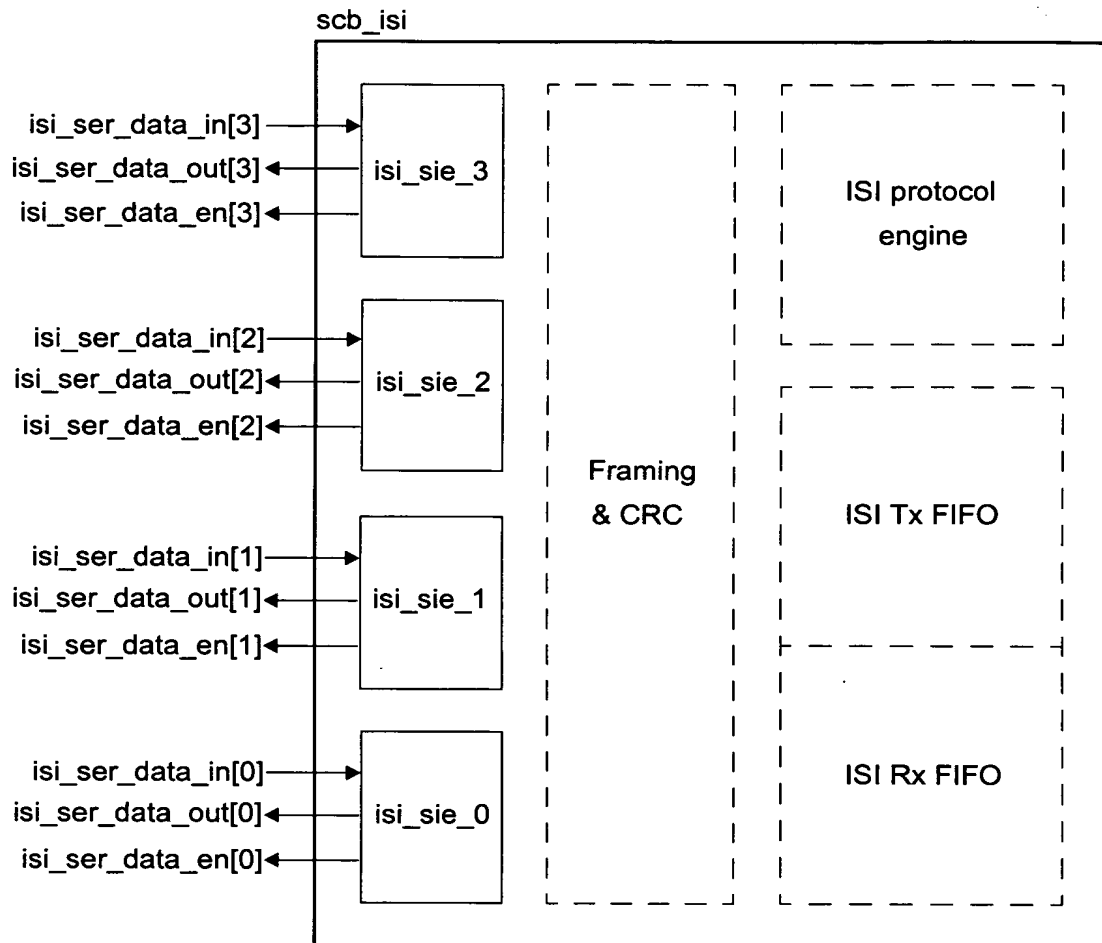 scb_isi
isi_ser_data_in[3]
isi_ser_data_out[3]
isi_ser_data_en[3]
isi_sie_3
ISI protocol
engine
isi_ser_data_in[2]
isi_ser_data_out[2]
isi_ser_data_en[2]
isi_sie_2
Framing
& CRC
ISI Tx FIFO
isi_ser_data_in[1]
isi_ser_data_out[1]
isi_ser_data_en[1]
isi_sie_1
isi_ser_data_in[0]
isi_ser_data_out[0]
isi_ser_data_en[0]
isi_sie_0
ISI Rx FIFO